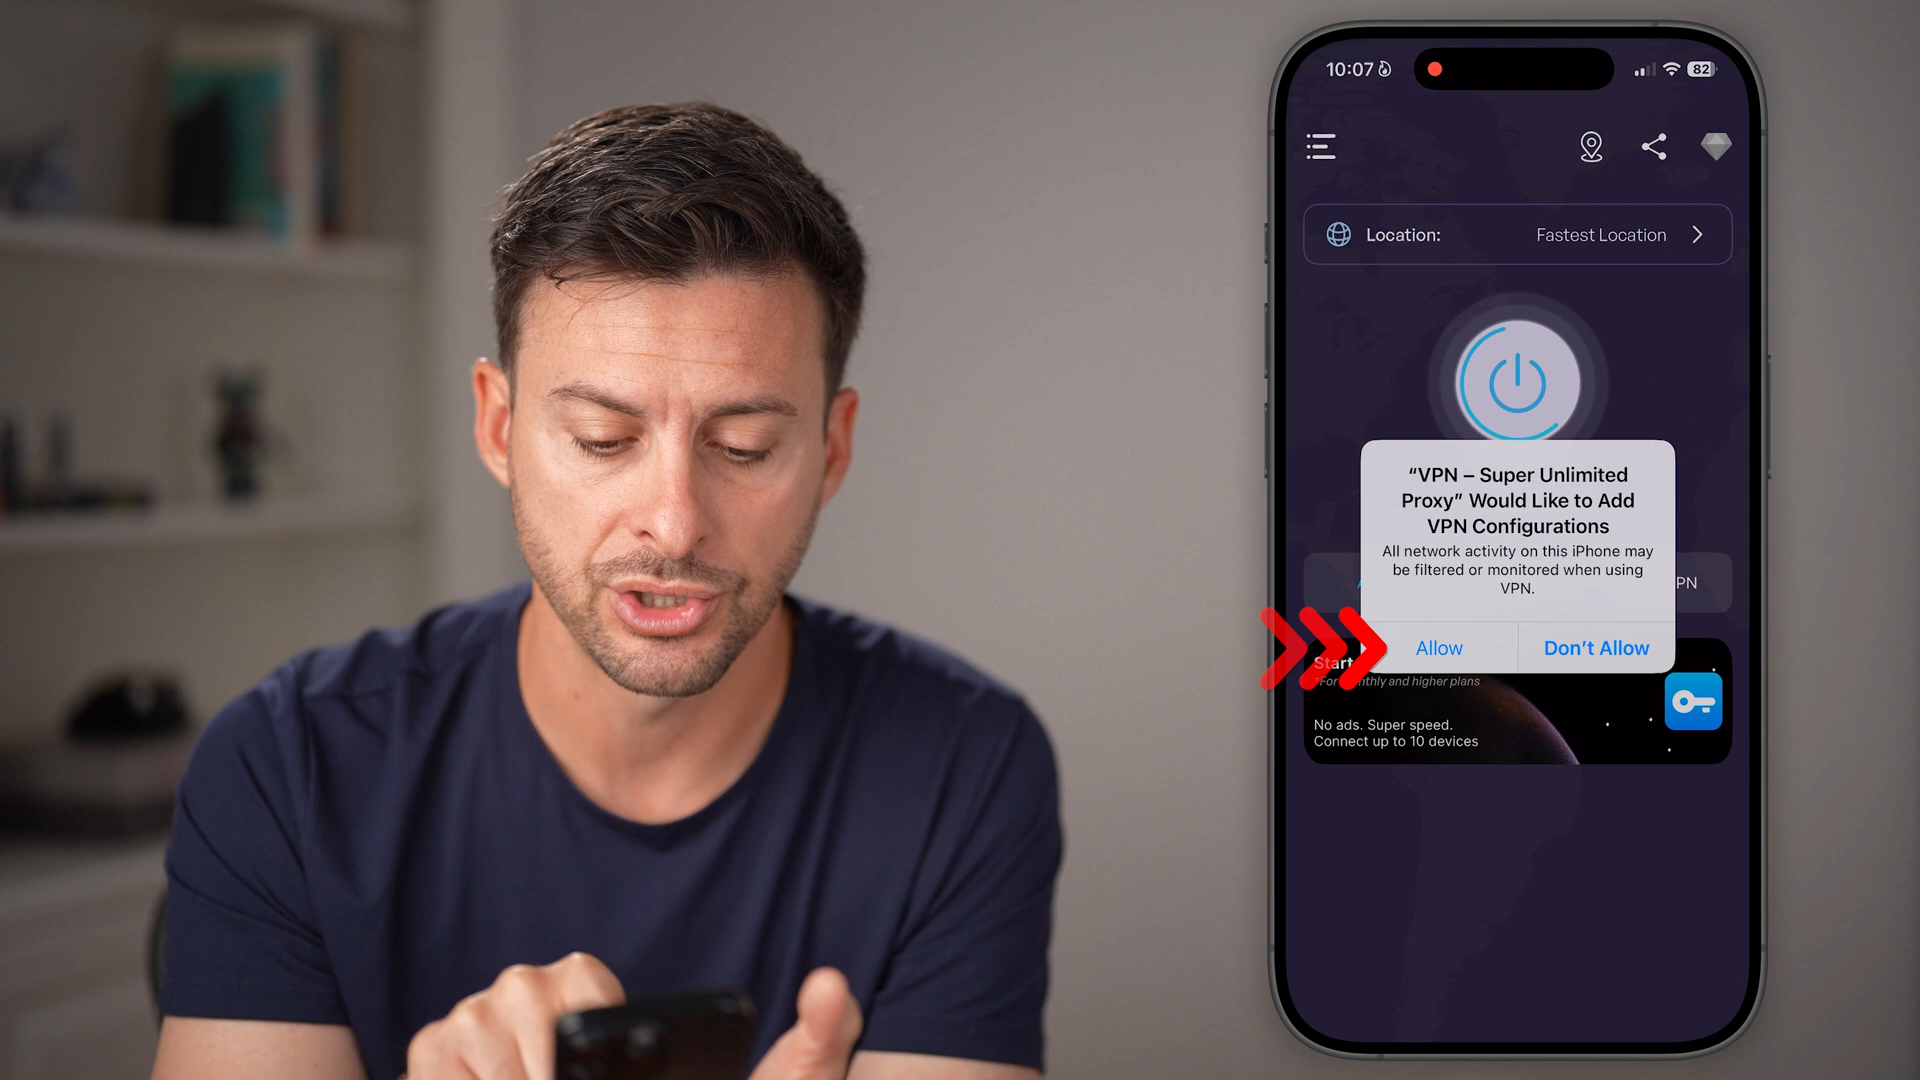 10:07
82
Location:
Fastest Location
“VPN – Super Unlimited
Proxy” Would Like to Add
VPN Configurations
All network activity on this iPhone may
be filtered or monitored when using
VPN.
PN
Allow
Don’t Allow
Start
*For monthly and higher plans
No ads. Super speed.
Connect up to 10 devices